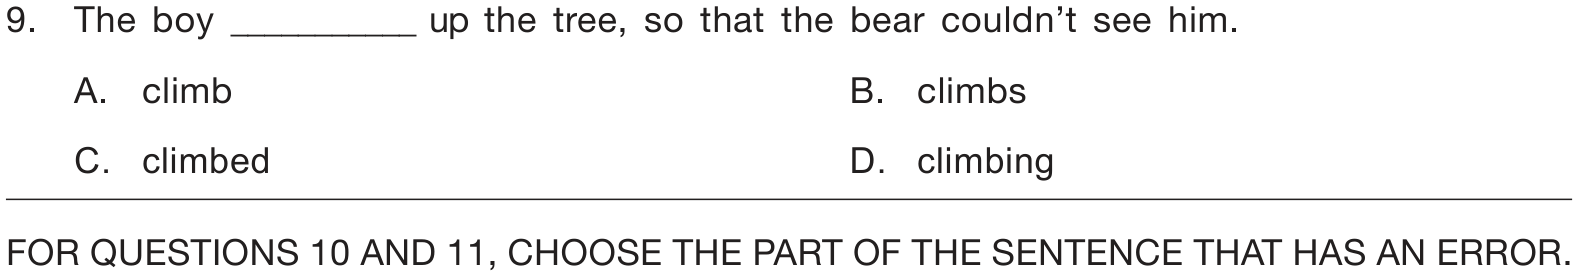 9. The boy ___________ up the tree, so that the bear couldn't see him.
A. climb B. climbs
C. climbed D. climbing
FOR QUESTIONS 10 AND 11, CHOOSE THE PART OF THE SENTENCE THAT HAS AN ERROR.